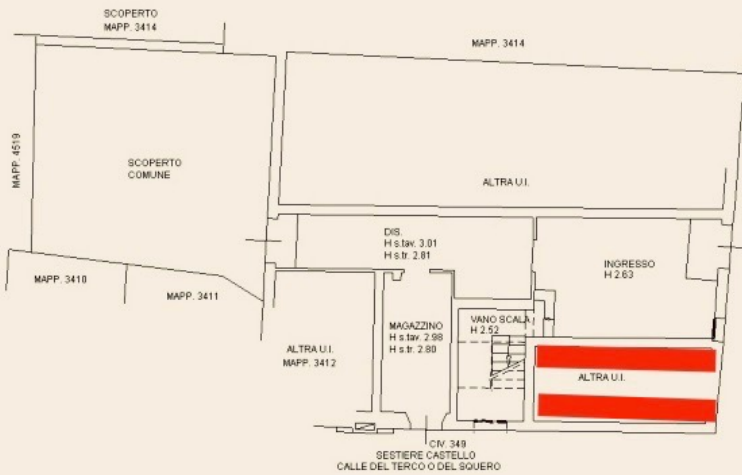 SCOPERTO
MAPP. 3414
MAPP. 3414
MAPP. 4519
SCOPERTO
COMUNE
ALTRA U.I.
DIS.
H s.tav. 3.01
H s.tr. 2.81
INGRESSO
H 2.63
MAPP. 3410
MAPP. 3411
MAGAZZINO
H s.tav. 2.98
H s.tr. 2.80
VANO SCALA
H 2.52
ALTRA U.I.
MAPP. 3412
ALTRA U.I.
CIV. 349
SESTIERE CASTELLO
CALLE DEL TERCO O DEL SQUERO